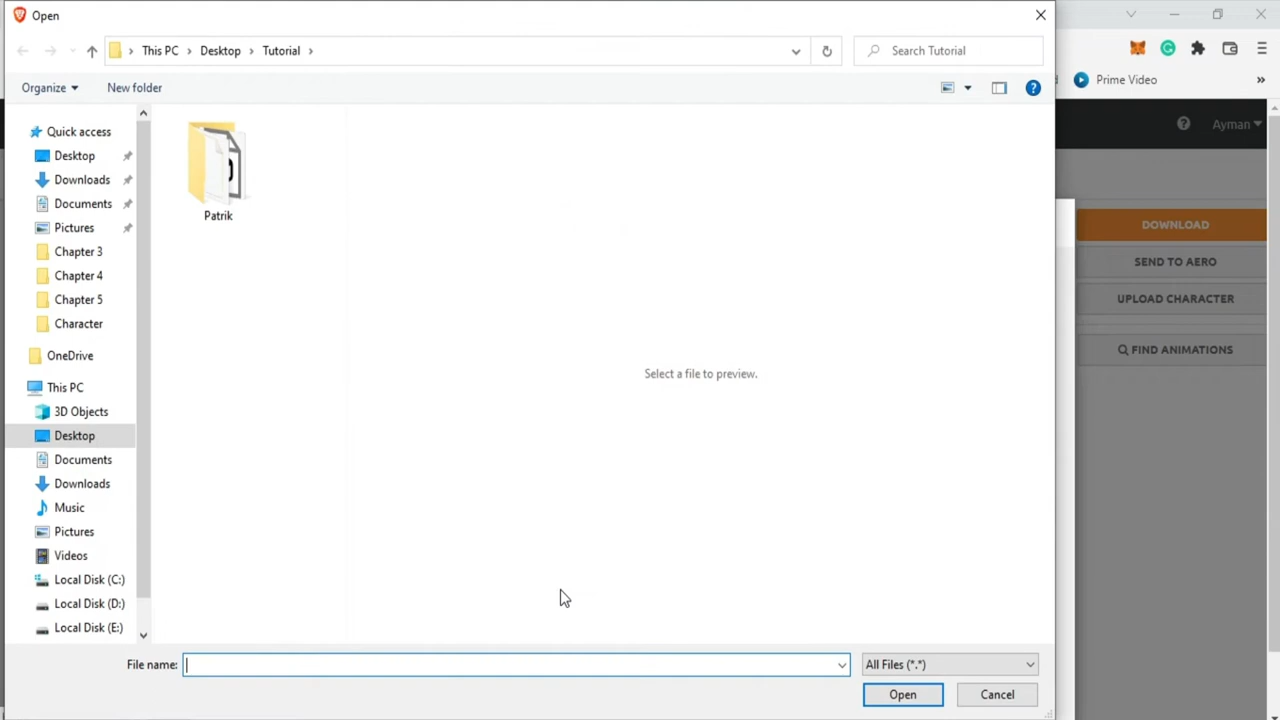 Open
This PC
Desktop
Tutorial
Search Tutorial
Prime Video
Organize
New folder
Ayman
Quick access
Desktop
Downloads
Documents
Pictures
Chapter 3
Chapter 4
Chapter 5
Character
OneDrive
This PC
3D Objects
Desktop
Documents
Downloads
Music
Pictures
Videos
Local Disk (C:)
Local Disk (D:)
Local Disk (E:)
Patrik
Select a file to preview.
DOWNLOAD
SEND TO AERO
UPLOAD CHARACTER
FIND ANIMATIONS
File name:
All Files (*.*)
Open
Cancel